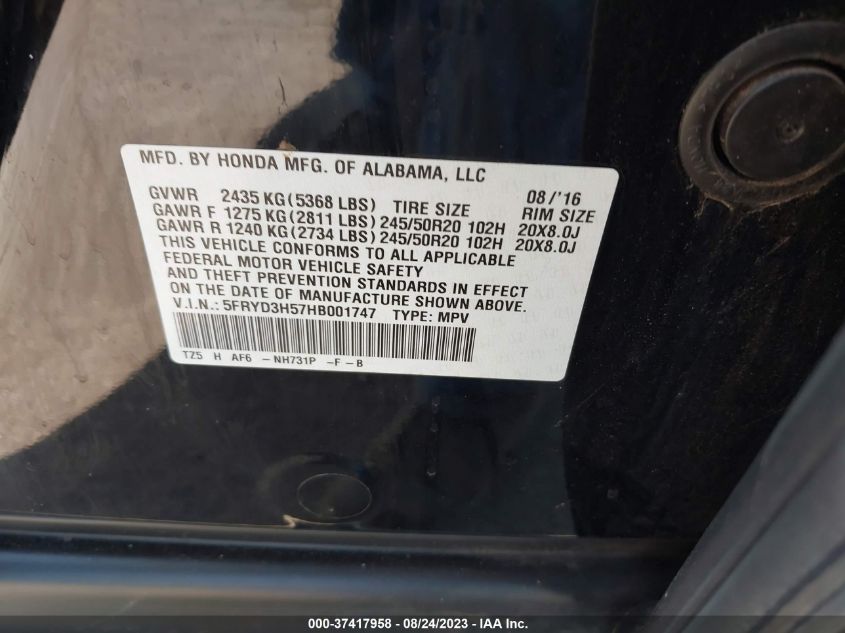 MFD. BY HONDA MFG. OF ALABAMA, LLC
08/'16
GVWR 2435 KG(5368 LBS) TIRE SIZE RIM SIZE
GAWR F 1275 KG(2811 LBS)245/50R20 102H 20X8.0J
GAWR R 1240 KG(2734 LBS)245/50R20 102H 20X8.0J
THIS VEHICLE CONFORMS TO ALL APPLICABLE
FEDERAL MOTOR VEHICLE SAFETY
AND THEFT PREVENTION STANDARDS IN EFFECT
ON THE DATE OF MANUFACTURE SHOWN ABOVE.
V.I.N.: 5FRYD3H57HB001747 TYPE: MPV
TZ5 H AF6 -NH731P -F-B
000-37417958 - 08/24/2023 - IAA Inc.